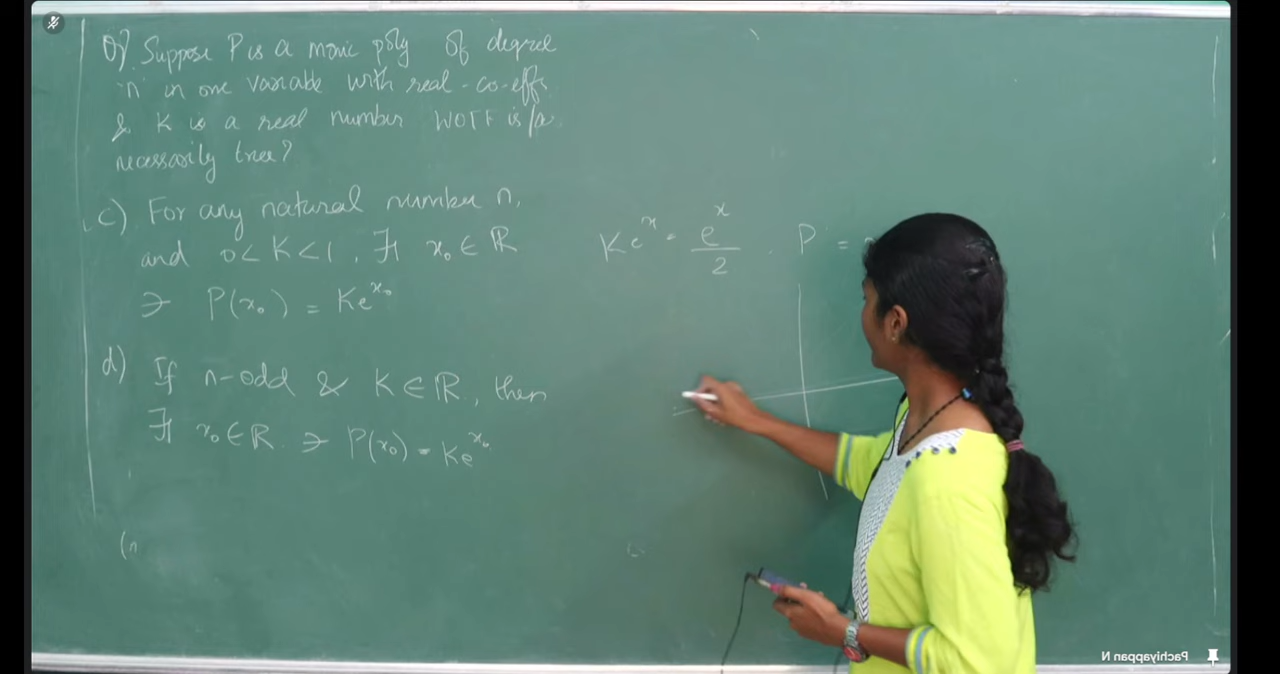 Q) Suppose P is a monic poly of degree
'n' in one variable with real-co-effs
& K is a real number WOTF is/are
necessarily true?
c) For any natural number n,
and 0 < K < 1, ∃ x₀ ∈ ℝ
∋ P(x₀) = Ke^x₀
d) If n-odd & K ∈ ℝ, then
∃ x₀ ∈ ℝ ∋ P(x₀) = Ke^x₀
(n
Ke^x = e^x/2 . P =
Pachiyappan N